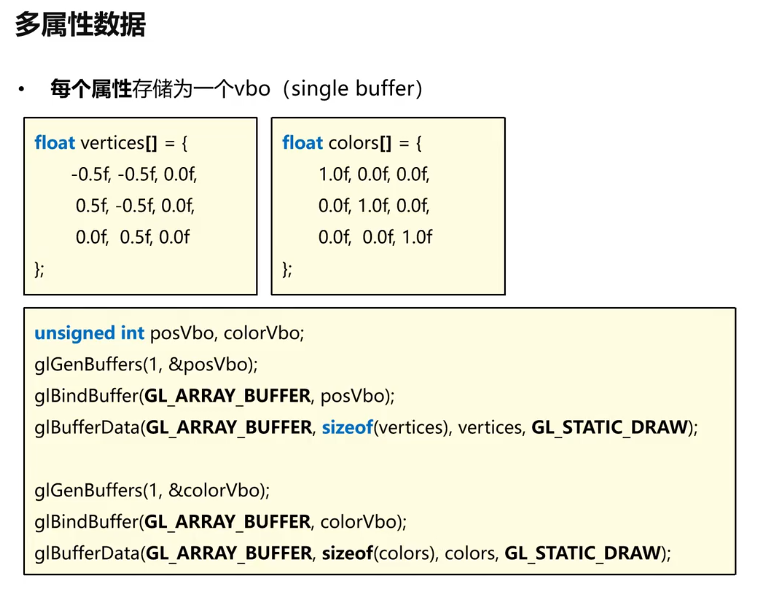 多属性数据
• 每个属性存储为一个vbo（single buffer）
float vertices[] = {
-0.5f, -0.5f, 0.0f,
0.5f, -0.5f, 0.0f,
0.0f, 0.5f, 0.0f
};
float colors[] = {
1.0f, 0.0f, 0.0f,
0.0f, 1.0f, 0.0f,
0.0f, 0.0f, 1.0f
};
unsigned int posVbo, colorVbo;
glGenBuffers(1, &posVbo);
glBindBuffer(GL_ARRAY_BUFFER, posVbo);
glBufferData(GL_ARRAY_BUFFER, sizeof(vertices), vertices, GL_STATIC_DRAW);
glGenBuffers(1, &colorVbo);
glBindBuffer(GL_ARRAY_BUFFER, colorVbo);
glBufferData(GL_ARRAY_BUFFER, sizeof(colors), colors, GL_STATIC_DRAW);